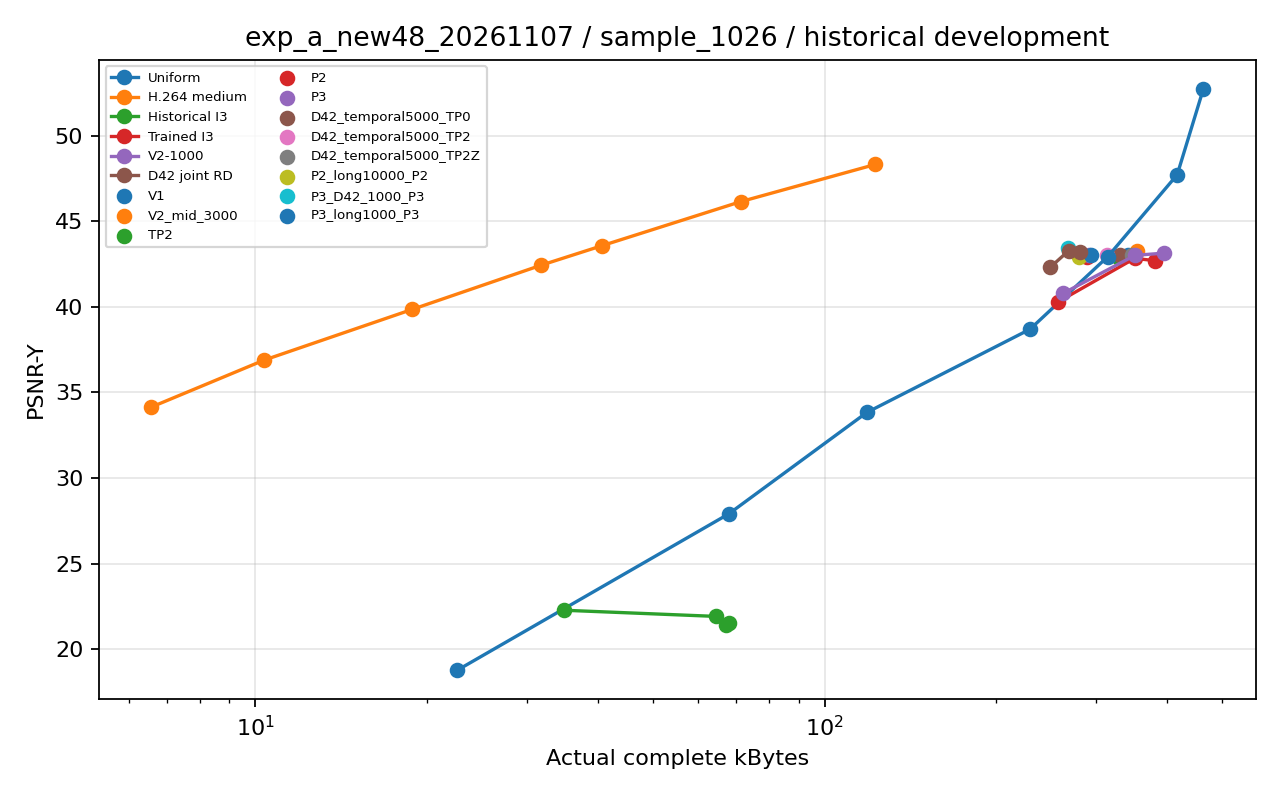 exp_a_new48_20261107 / sample_1026 / historical development
Uniform
H.264 medium
Historical I3
Trained I3
V2-1000
D42 joint RD
V1
V2_mid_3000
TP2
P2
P3
D42_temporal5000_TP0
D42_temporal5000_TP2
D42_temporal5000_TP2Z
P2_long10000_P2
P3_D42_1000_P3
P3_long1000_P3
PSNR-Y
50
45
40
35
30
25
20
10¹
10²
Actual complete kBytes